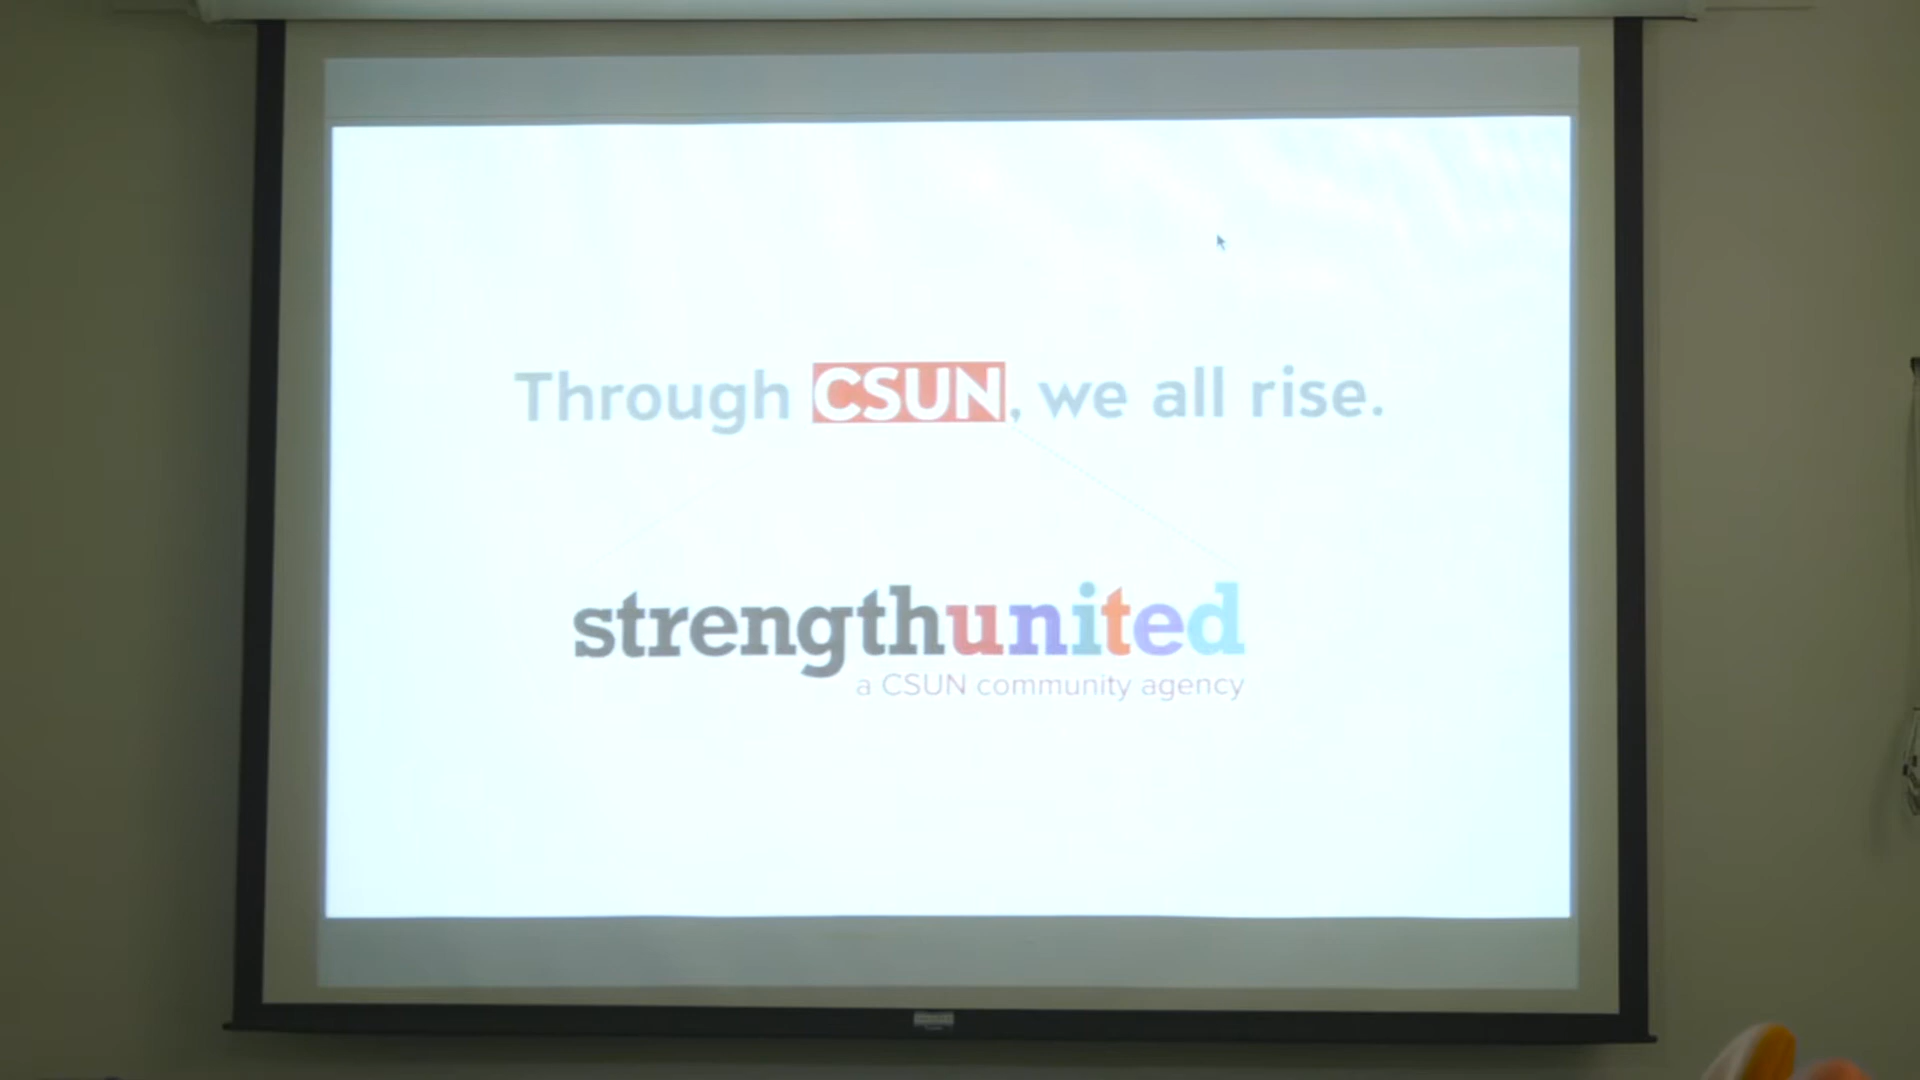 Through CSUN, we all rise.
strengthunited
a CSUN community agency